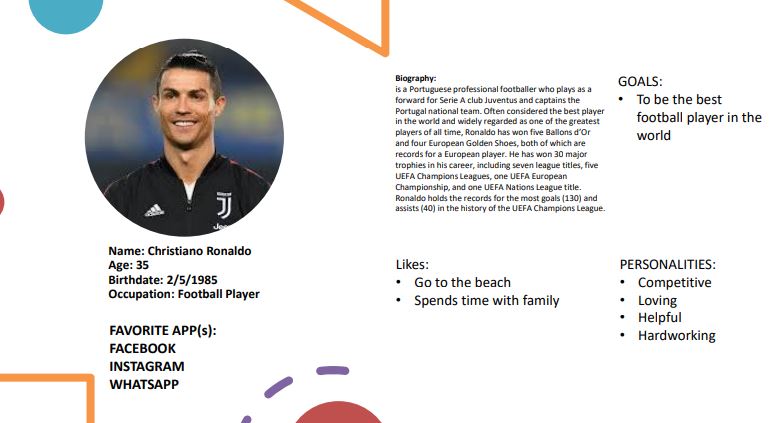 Name: Christiano Ronaldo
Age: 35
Birthdate: 2/5/1985
Occupation: Football Player
FAVORITE APP(s):
FACEBOOK
INSTAGRAM
WHATSAPP
Biography:
is a Portuguese professional footballer who plays as a
forward for Serie A club Juventus and captains the
Portugal national team. Often considered the best player
in the world and widely regarded as one of the greatest
players of all time, Ronaldo has won five Ballons d'Or
and four European Golden Shoes, both of which are
records for a European player. He has won 30 major
trophies in his career, including seven league titles, five
UEFA Champions Leagues, one UEFA European
Championship, and one UEFA Nations League title.
Ronaldo holds the records for the most goals (130) and
assists (40) in the history of the UEFA Champions League.
GOALS:
• To be the best
football player in the
world
Likes:
• Go to the beach
• Spends time with family
PERSONALITIES:
• Competitive
• Loving
• Helpful
• Hardworking
adidas